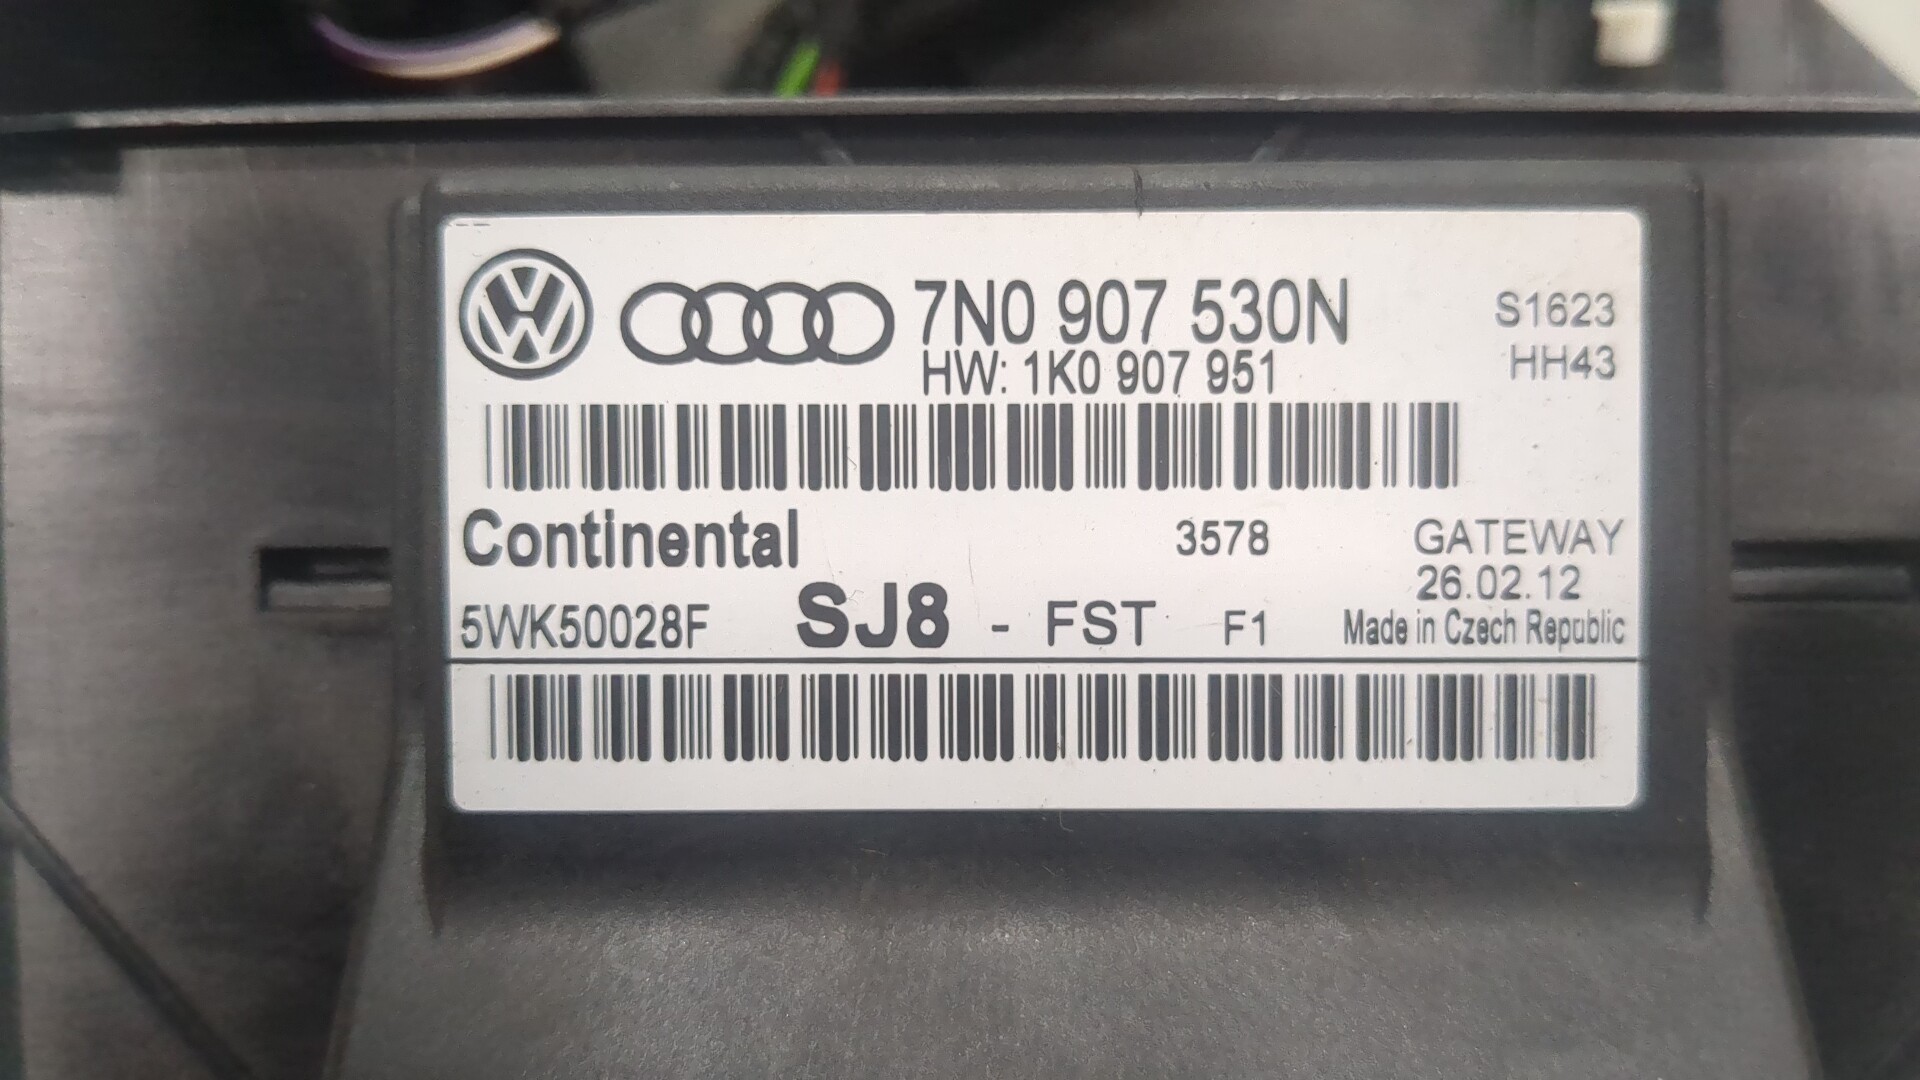 7N0 907 530N
S1623
HW: 1K0 907 951
HH43
Continental
3578
GATEWAY
26.02.12
5WK50028F
SJ8 - FST F1
Made in Czech Republic